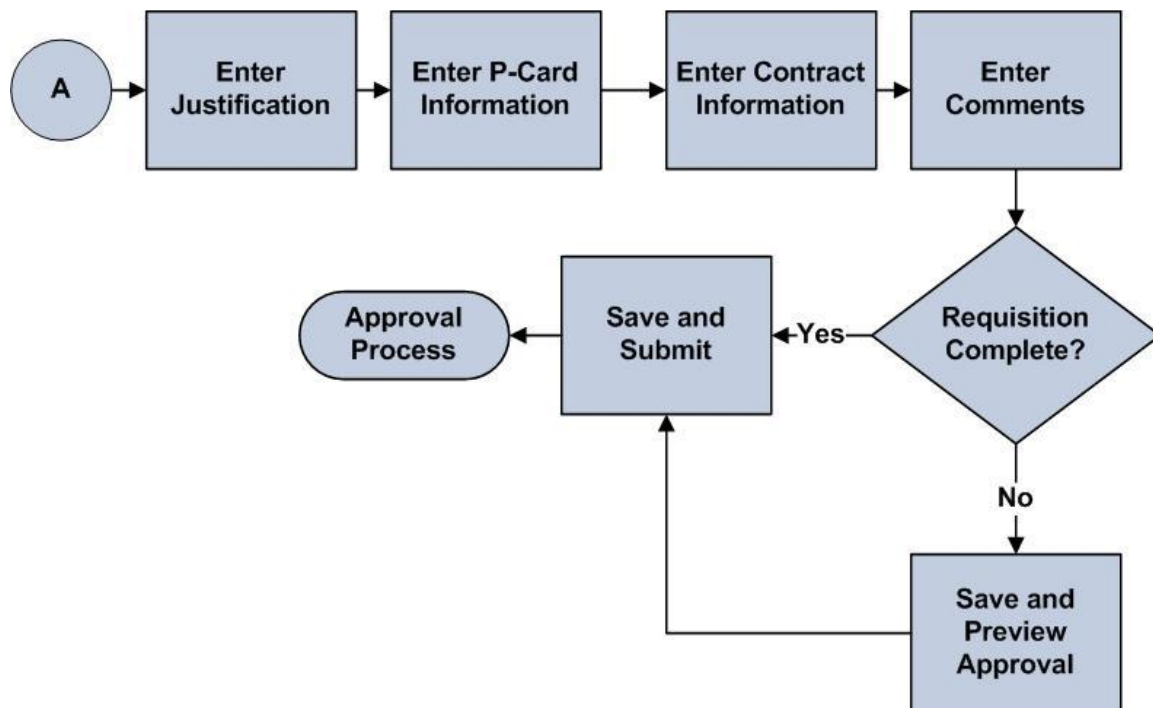 A
Enter
Justification
Enter P-Card
Information
Enter Contract
Information
Enter
Comments
Requisition
Complete?
Yes
Save and
Submit
Approval
Process
No
Save and
Preview
Approval